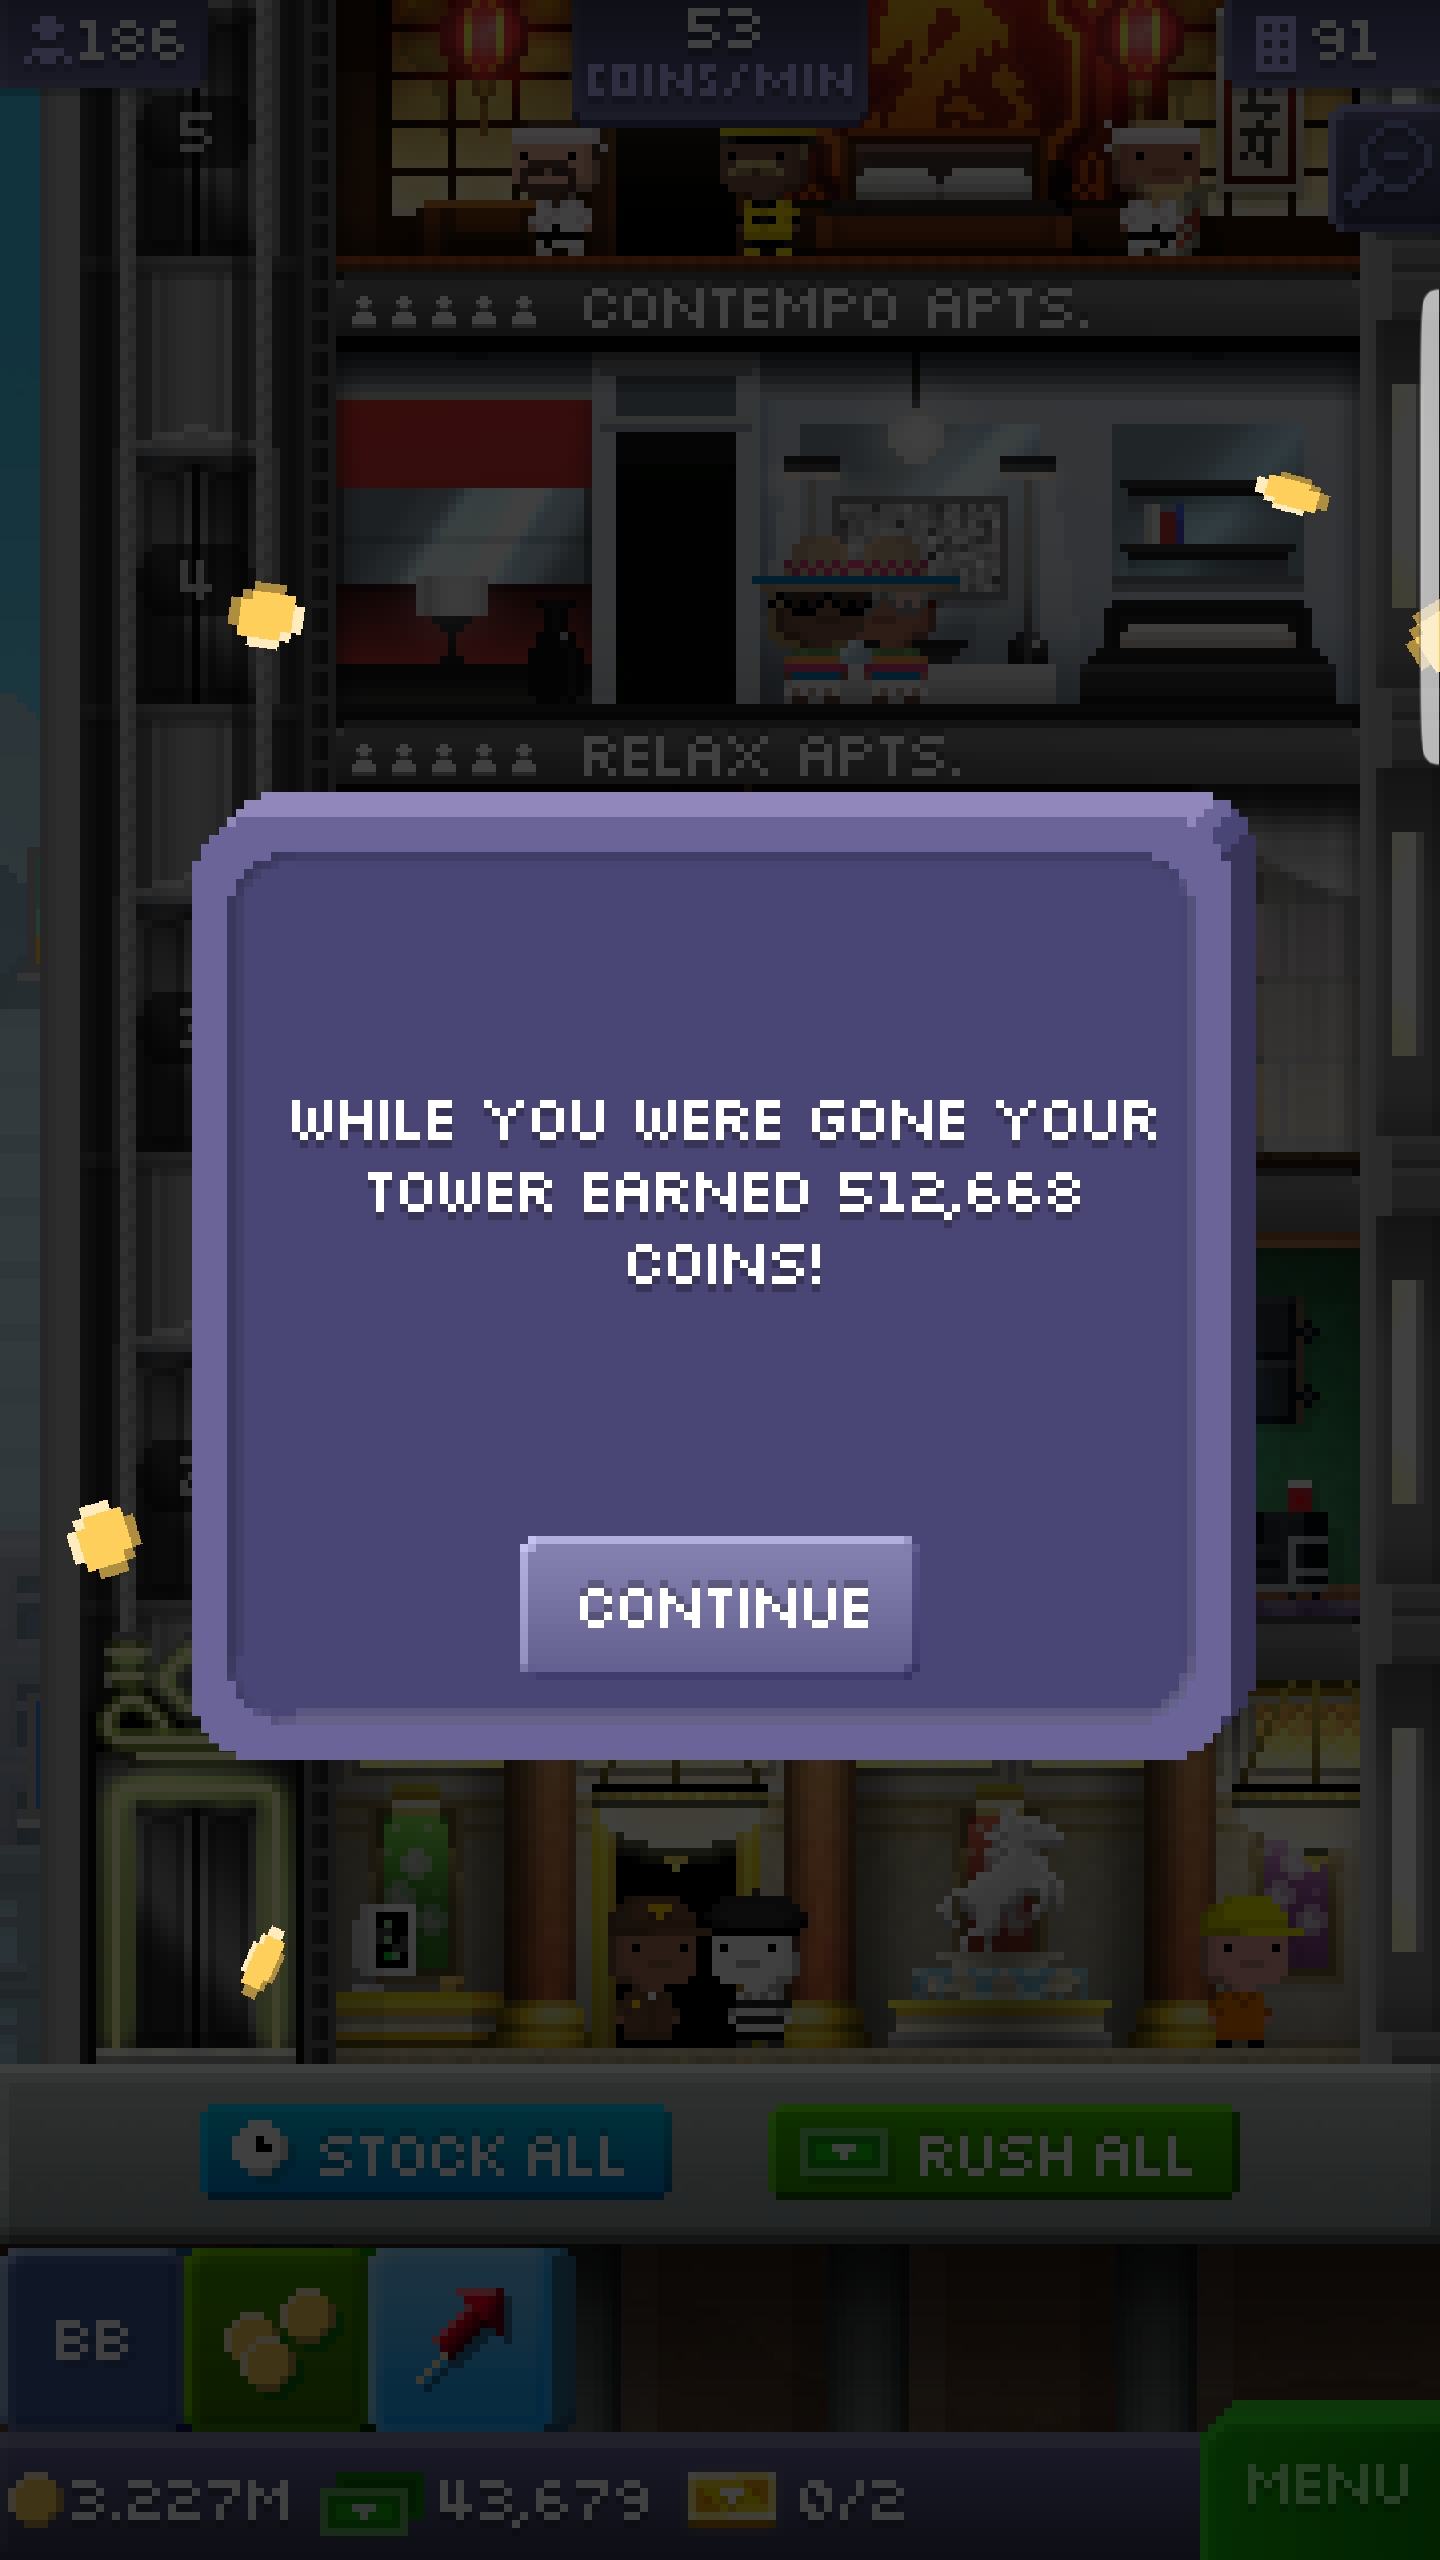 186
53
COINS/MIN
91
5
CONTEMPO APTS.
4
RELAX APTS.
WHILE YOU WERE GONE YOUR
TOWER EARNED 512,668
COINS!
CONTINUE
STOCK ALL
RUSH ALL
BB
3.227M
43,679
0/2
MENU